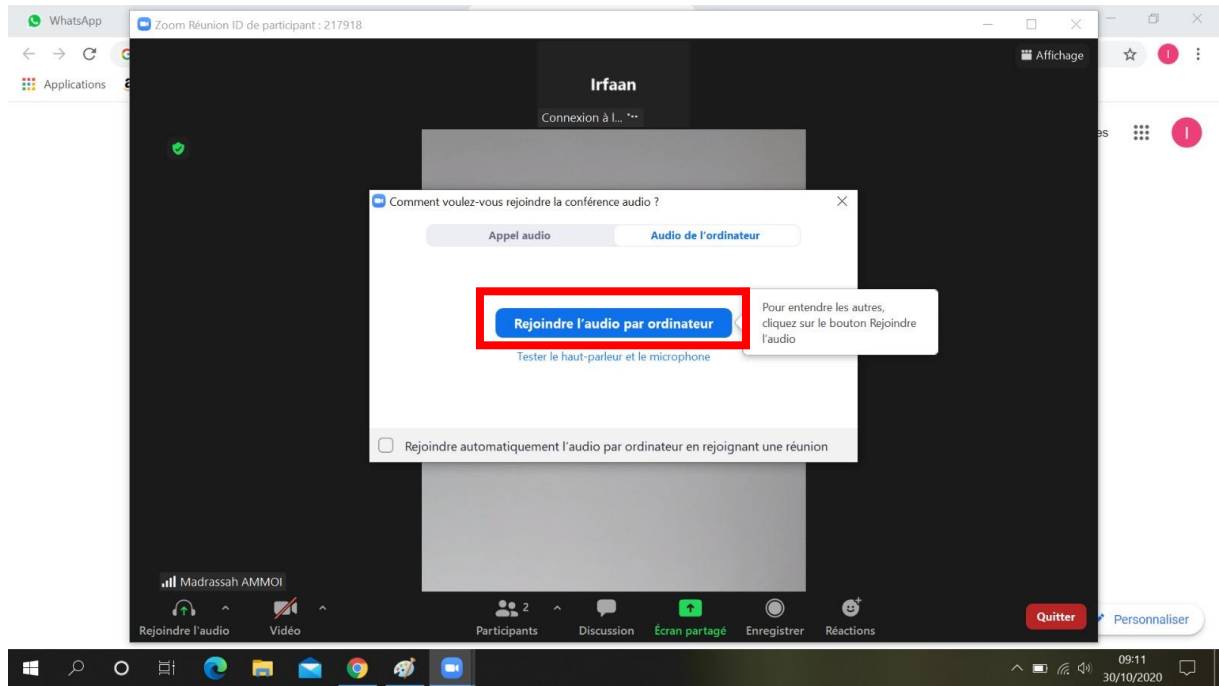 WhatsApp
Zoom Réunion ID de participant : 217918
Applications
Affichage
Irfaan
Connexion à l...
es
I
I
Comment voulez-vous rejoindre la conférence audio ?
Appel audio
Audio de l'ordinateur
Rejoindre l'audio par ordinateur
Pour entendre les autres,
cliquez sur le bouton Rejoindre
l'audio
Tester le haut-parleur et le microphone
Rejoindre automatiquement l'audio par ordinateur en rejoignant une réunion
Madrassah AMMOI
2
Rejoindre l'audio
Vidéo
Participants
Discussion
Écran partagé
Enregistrer
Réactions
Quitter
Personnaliser
09:11
30/10/2020